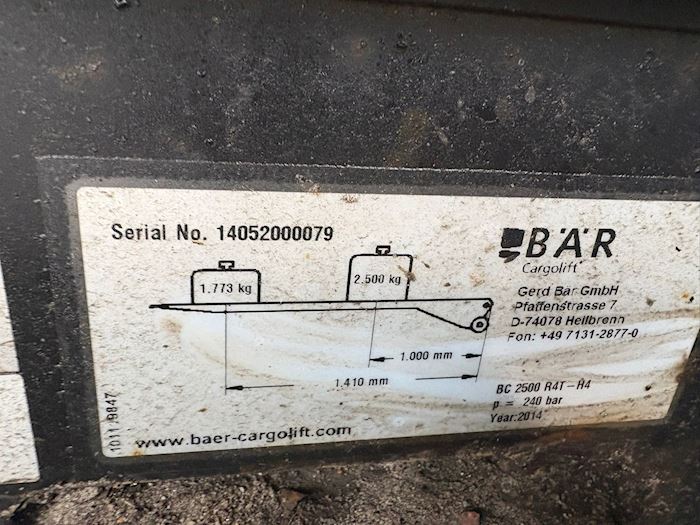 Serial No. 14052000079
BÄR
Cargolift
Gerd Bär GmbH
Pfaffenstrasse 7
D-74078 Heilbronn
Fon: +49 7131-2877-0
1.773 kg
2.500 kg
1.000 mm
1.410 mm
BC 2500 R4T-H4
p = 240 bar
Year:2014
www.baer-cargolift.com